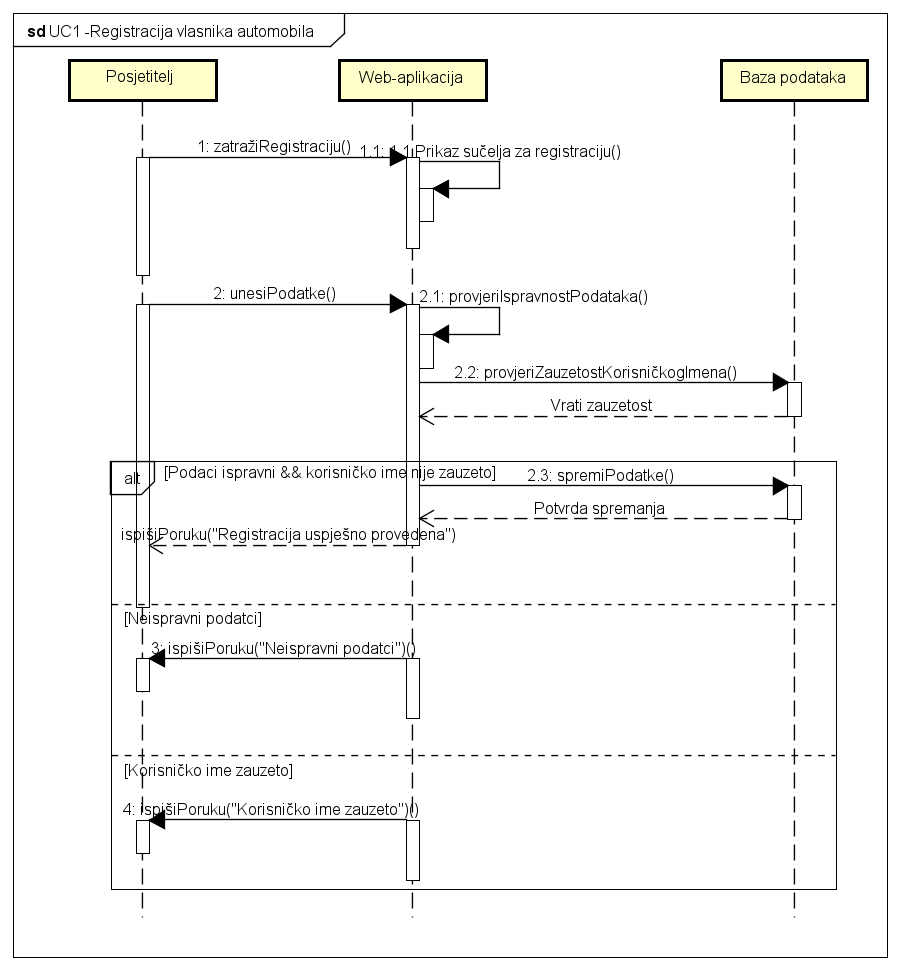 sd UC1 -Registracija vlasnika automobila
Posjetitelj
Web-aplikacija
Baza podataka
1: zatražiRegistraciju()
1.1: 1.1.Prikaz sučelja za registraciju()
2: unesiPodatke()
2.1: provjeriIspravnostPodataka()
2.2: provjeriZauzetostKorisničkogImena()
Vrati zauzetost
alt
[Podaci ispravni && korisničko ime nije zauzeto]
2.3: spremiPodatke()
Potvrda spremanja
ispišiPoruku("Registracija uspješno provedena")
[Neispravni podatci]
3: ispišiPoruku("Neispravni podatci")()
[Korisničko ime zauzeto]
4: ispišiPoruku("Korisničko ime zauzeto")()